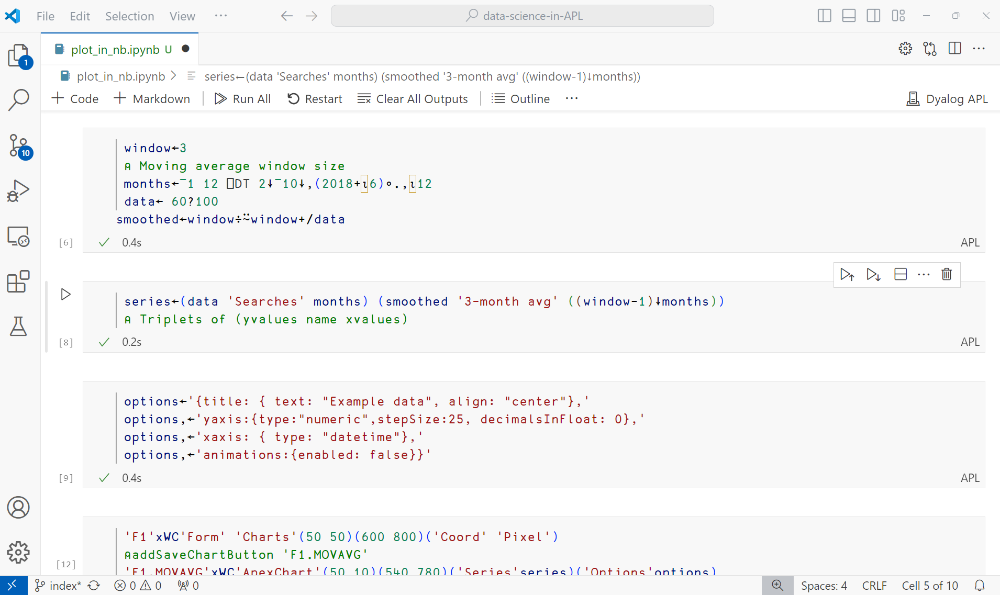 File Edit Selection View ··· data-science-in-APL
plot_in_nb.ipynb U
plot_in_nb.ipynb > series←(data 'Searches' months) (smoothed '3-month avg' ((window-1)↓months))
+ Code + Markdown Run All Restart Clear All Outputs Outline ··· Dyalog APL
1
10
window←3
⍝ Moving average window size
months←¯1 12 ⎕DT 2↓¯10↓,(2018+⍳6)∘.,⍳12
data← 60?100
smoothed←window÷⍨window+/data
[6] 0.4s APL
series←(data 'Searches' months) (smoothed '3-month avg' ((window-1)↓months))
⍝ Triplets of (yvalues name xvalues)
[8] 0.2s APL
options←'{title: { text: "Example data", align: "center"},'
options,←'yaxis:{type:"numeric",stepSize:25, decimalsInFloat: 0},'
options,←'xaxis: { type: "datetime"},'
options,←'animations:{enabled: false}}'
[9] 0.4s APL
'F1'xWC'Form' 'Charts'(50 50)(600 800)('Coord' 'Pixel')
⍝addSaveChartButton 'F1.MOVAVG'
[12]
'F1.MOVAVG'xWC'ApexChart'(50 10)(540 780)('Series'series)('Options'options)
index* 0 0 0 Spaces: 4 CRLF Cell 5 of 10